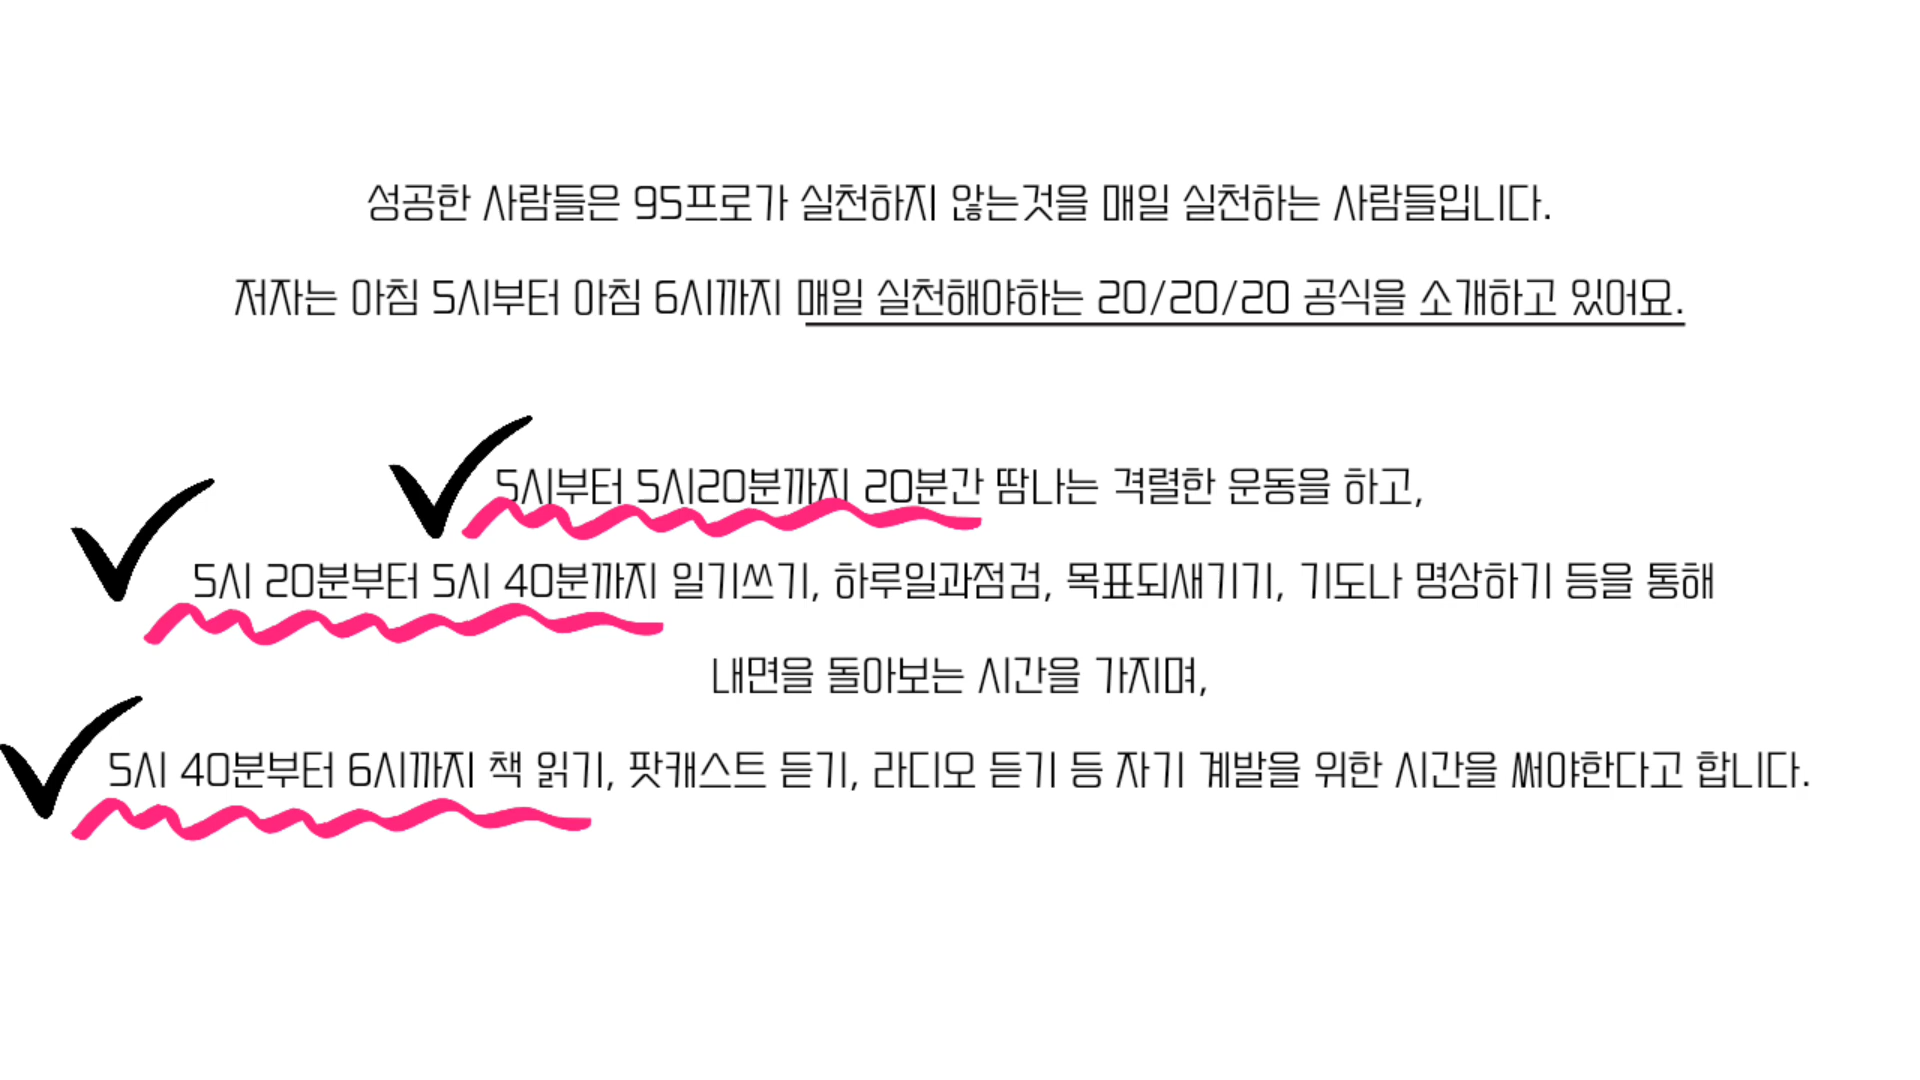 성공한 사람들은 95프로가 실천하지 않는것을 매일 실천하는 사람들입니다.
저자는 아침 5시부터 아침 6시까지 매일 실천해야하는 20/20/20 공식을 소개하고 있어요.
5시부터 5시20분까지 20분간 땀나는 격렬한 운동을 하고,
5시 20분부터 5시 40분까지 일기쓰기, 하루일과점검, 목표되새기기, 기도나 명상하기 등을 통해
내면을 돌아보는 시간을 가지며,
5시 40분부터 6시까지 책 읽기, 팟캐스트 듣기, 라디오 듣기 등 자기 계발을 위한 시간을 써야한다고 합니다.